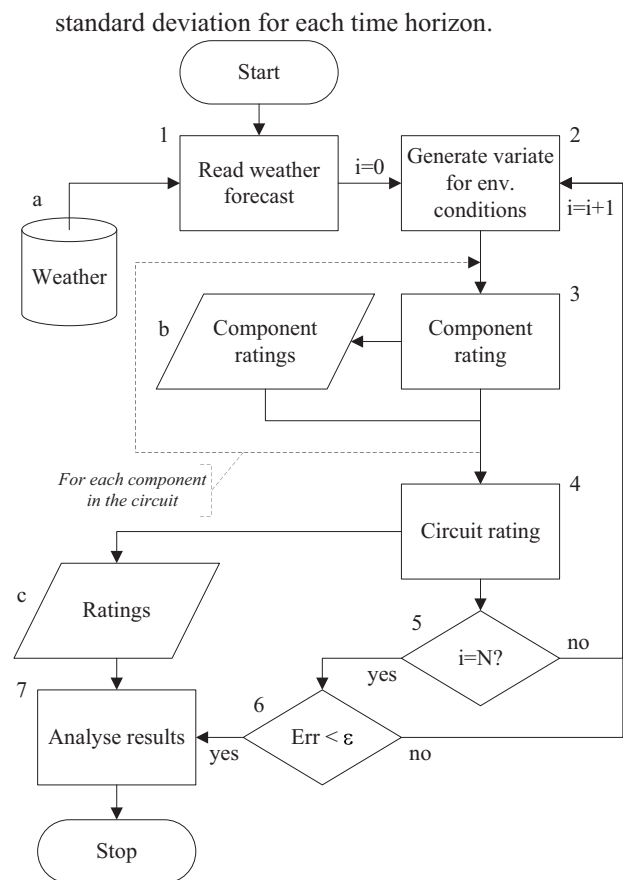 standard deviation for each time horizon.
Start
1
Read weather
forecast
i=0
2
Generate variate
for env.
conditions
i=i+1
a
Weather
3
Component
rating
b
Component
ratings
For each component
in the circuit
4
Circuit rating
c
Ratings
5
i=N?
no
yes
6
Err < ε
no
yes
7
Analyse results
Stop